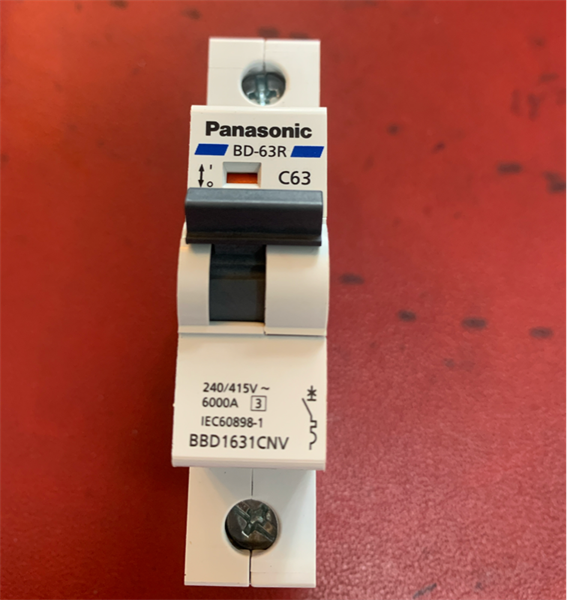 Panasonic
BD-63R
I
O
C63
240/415V ~
6000A 3
IEC60898-1
BBD1631CNV